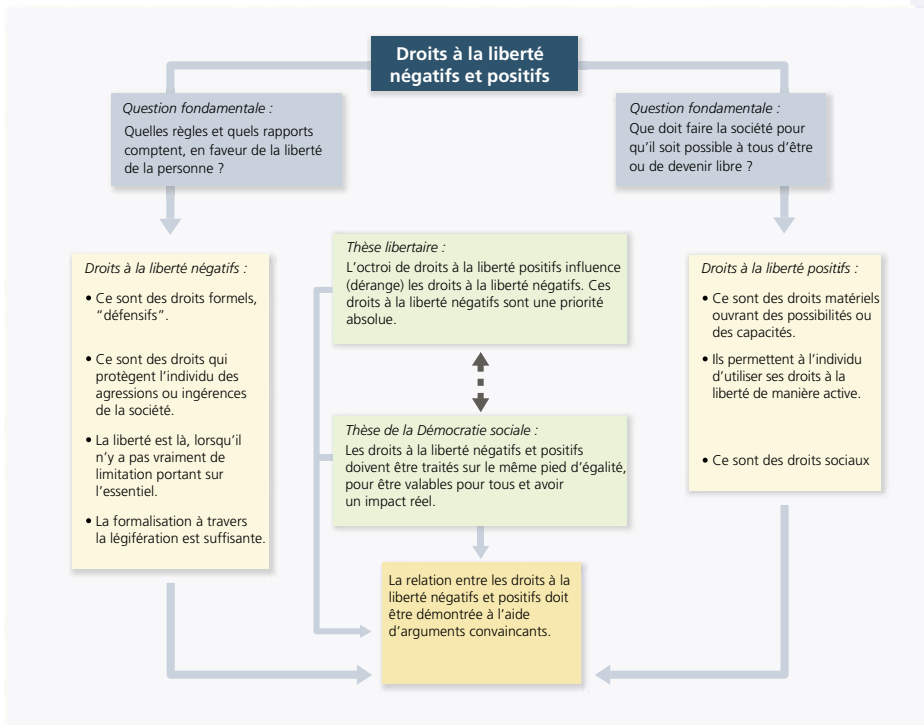 Droits à la liberté
négatifs et positifs
Question fondamentale :
Quelles règles et quels rapports
comptent, en faveur de la liberté
de la personne ?
Question fondamentale :
Que doit faire la société pour
qu’il soit possible à tous d’être
ou de devenir libre ?
Droits à la liberté négatifs :
• Ce sont des droits formels,
“défensifs”.
• Ce sont des droits qui
protègent l’individu des
agressions ou ingérences
de la société.
• La liberté est là, lorsqu’il
n’y a pas vraiment de
limitation portant sur
l’essentiel.
• La formalisation à travers
la légifération est suffisante.
Thèse libertaire :
L’octroi de droits à la liberté positifs influence
(dérange) les droits à la liberté négatifs. Ces
droits à la liberté négatifs sont une priorité
absolue.
Thèse de la Démocratie sociale :
Les droits à la liberté négatifs et positifs
doivent être traités sur le même pied d’égalité,
pour être valables pour tous et avoir
un impact réel.
La relation entre les droits à la
liberté négatifs et positifs doit
être démontrée à l’aide
d’arguments convaincants.
Droits à la liberté positifs :
• Ce sont des droits matériels
ouvrant des possibilités ou
des capacités.
• Ils permettent à l’individu
d’utiliser ses droits à la
liberté de manière active.
• Ce sont des droits sociaux